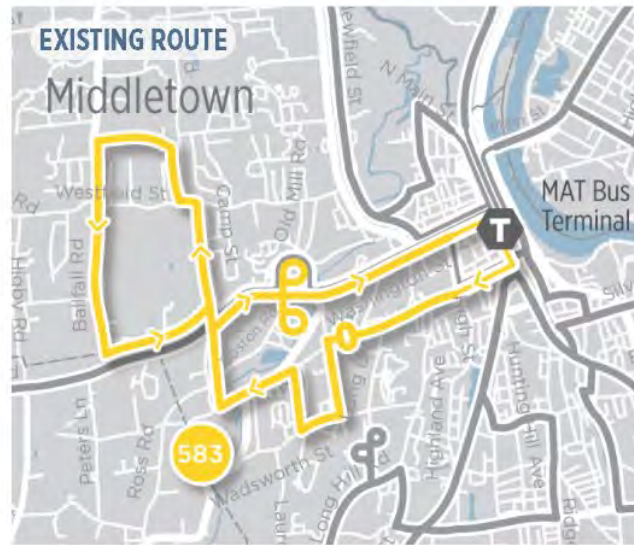 EXISTING ROUTE
Middletown
Newfield St
N Main St
Old Mill Rd
Camp St
Westfield St
Rd
Ballfall Rd
Higby Rd
MAT Bus
Terminal
T
Washington St
High St
583
Peters Ln
Ross Rd
Wadsworth St
Long Hill Rd
Highland Ave
Hunting Hill Ave